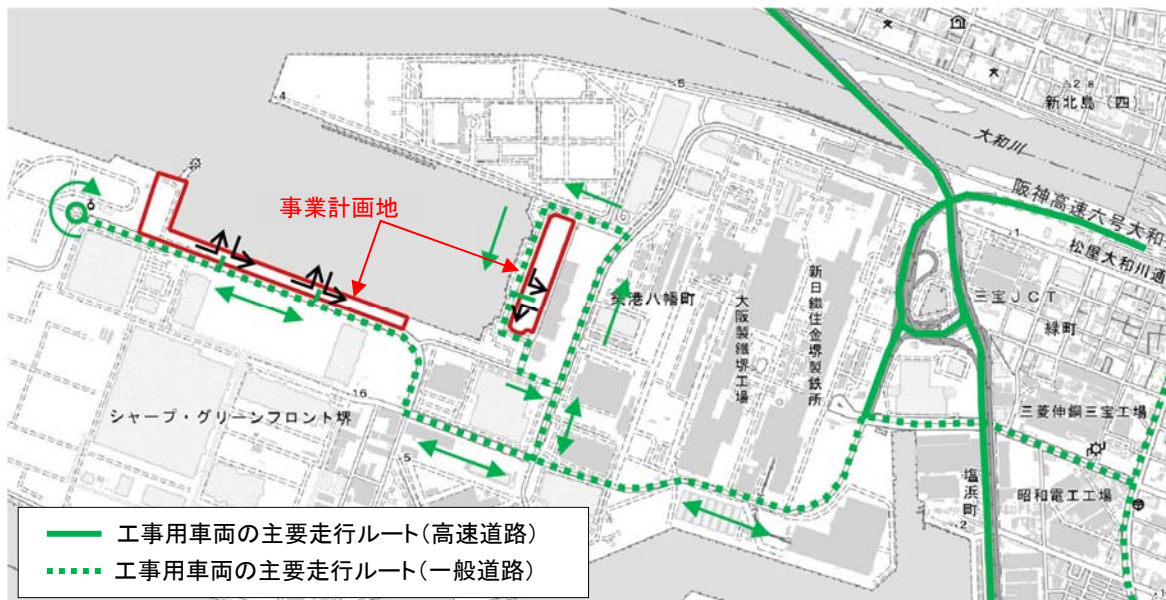 事業計画地
新北島(四)
大和川
阪神高速六号大和
松屋大和川通
三宝JCT
緑町
三菱伸銅三宝工場
昭和電工工場
塩浜町
新日鐵住金堺製鉄所
大阪製鐵堺工場
港八幡町
シャープ・グリーンフロント堺
4
5
16
5
2
1
工事用車両の主要走行ルート(高速道路)
工事用車両の主要走行ルート(一般道路)